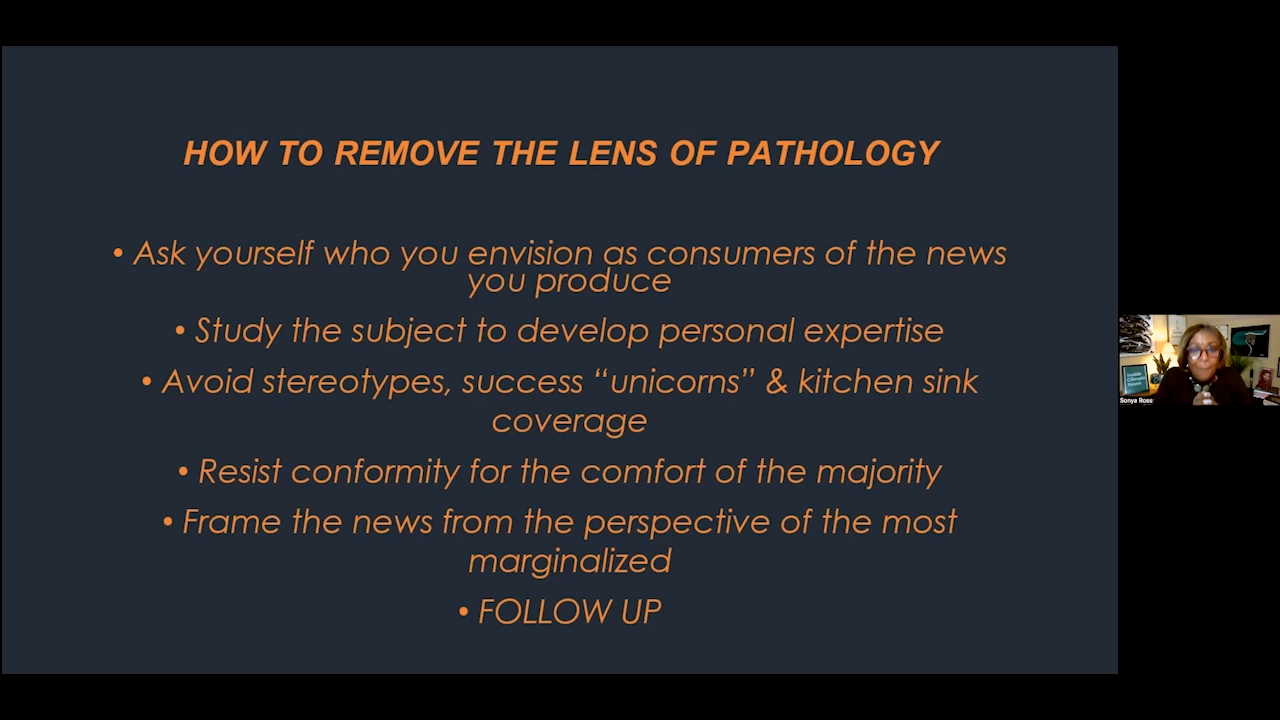 HOW TO REMOVE THE LENS OF PATHOLOGY
• Ask yourself who you envision as consumers of the news
you produce
• Study the subject to develop personal expertise
• Avoid stereotypes, success “unicorns” & kitchen sink
coverage
• Resist conformity for the comfort of the majority
• Frame the news from the perspective of the most
marginalized
• FOLLOW UP
Sonya Ross